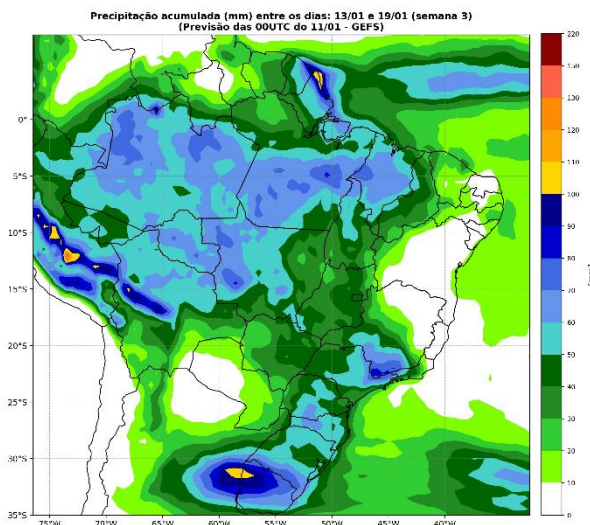 Precipitação acumulada (mm) entre os dias: 13/01 e 19/01 (semana 3)
(Previsão das 00UTC do 11/01 - GEFS)
220
150
130
120
110
100
90
80
70
60
50
40
30
20
10
0
0°
5°S
10°S
15°S
20°S
25°S
30°S
35°S
75°W
70°W
65°W
60°W
55°W
50°W
45°W
40°W